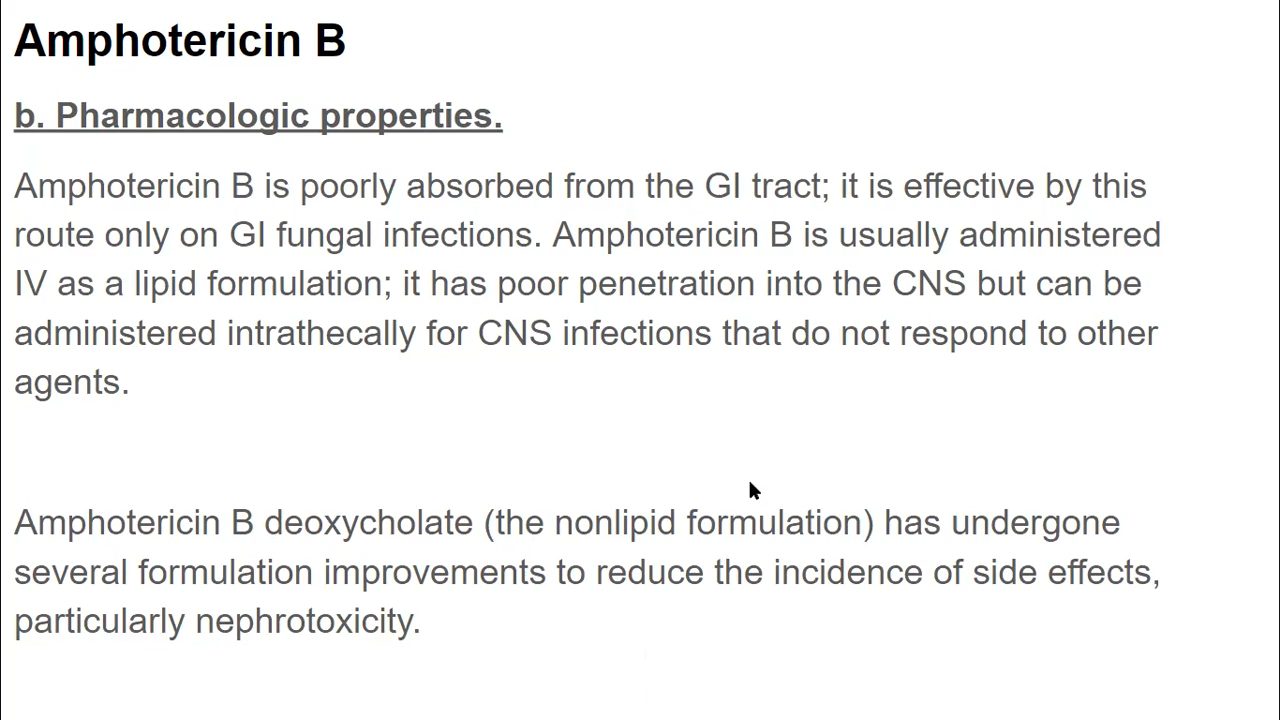 Amphotericin B
b. Pharmacologic properties.
Amphotericin B is poorly absorbed from the GI tract; it is effective by this
route only on GI fungal infections. Amphotericin B is usually administered
IV as a lipid formulation; it has poor penetration into the CNS but can be
administered intrathecally for CNS infections that do not respond to other
agents.
Amphotericin B deoxycholate (the nonlipid formulation) has undergone
several formulation improvements to reduce the incidence of side effects,
particularly nephrotoxicity.